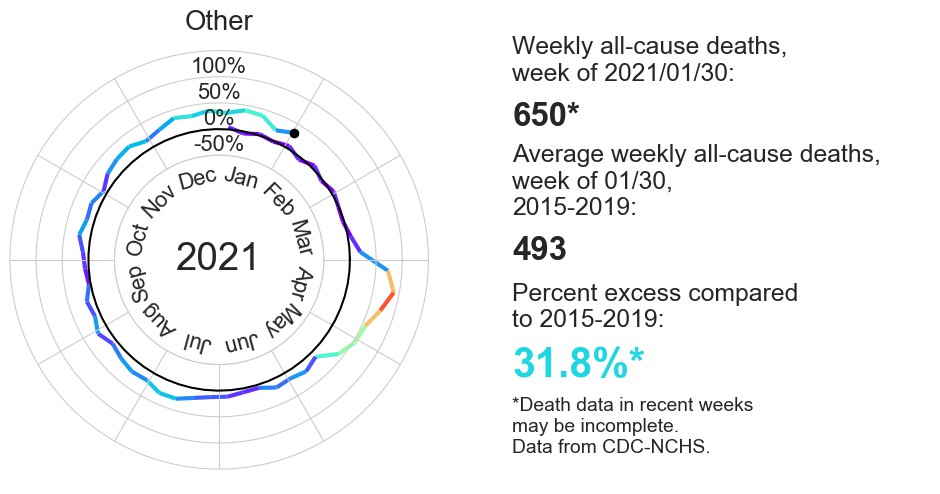 Other
100%
50%
0%
-50%
Jan
Feb
Mar
Apr
May
Jun
Jul
Aug
Sep
Oct
Nov
Dec
2021
Weekly all-cause deaths,
week of 2021/01/30:
650*
Average weekly all-cause deaths,
week of 01/30,
2015-2019:
493
Percent excess compared
to 2015-2019:
31.8%*
*Death data in recent weeks
may be incomplete.
Data from CDC-NCHS.